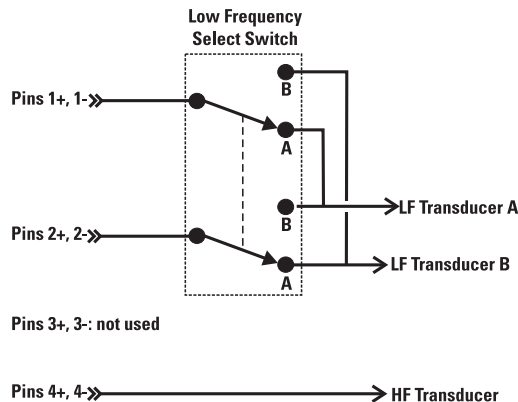 Low Frequency
Select Switch
B
Pins 1+, 1-
A
B
LF Transducer A
Pins 2+, 2-
LF Transducer B
A
Pins 3+, 3-: not used
Pins 4+, 4-
HF Transducer